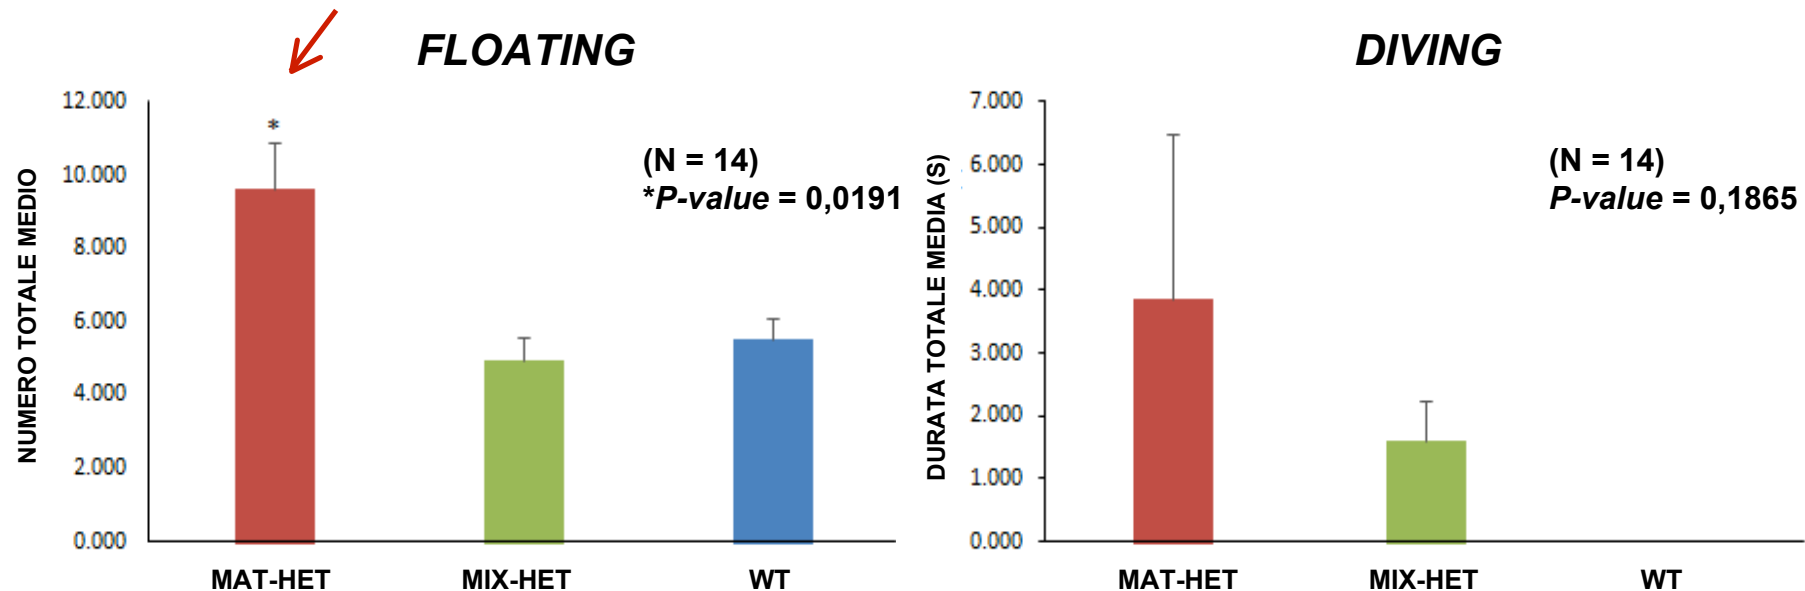 FLOATING
NUMERO TOTALE MEDIO
12.000
10.000
8.000
6.000
4.000
2.000
0.000
*
(N = 14)
*P-value = 0,0191
MAT-HET
MIX-HET
WT
DIVING
DURATA TOTALE MEDIA (S)
7.000
6.000
5.000
4.000
3.000
2.000
1.000
0.000
(N = 14)
P-value = 0,1865
MAT-HET
MIX-HET
WT